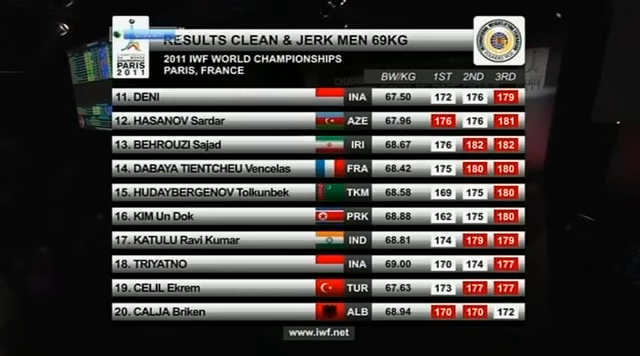 RESULTS CLEAN & JERK MEN 69KG
2011 IWF WORLD CHAMPIONSHIPS
PARIS, FRANCE
PARIS
2011
BW/KG 1ST 2ND 3RD
11. DENI INA 67.50 172 176 179
12. HASANOV Sardar AZE 67.96 176 176 181
13. BEHROUZI Sajad IRI 68.67 176 182 182
14. DABAYA TIENTCHEU Vencelas FRA 68.42 175 180 180
15. HUDAYBERGENOV Tolkunbek TKM 68.58 169 175 180
16. KIM Un Dok PRK 68.88 162 175 180
17. KATULU Ravi Kumar IND 68.81 174 179 179
18. TRIYATNO INA 69.00 170 174 177
19. CELIL Ekrem TUR 67.63 173 177 177
20. CALJA Briken ALB 68.94 170 170 172
www.iwf.net